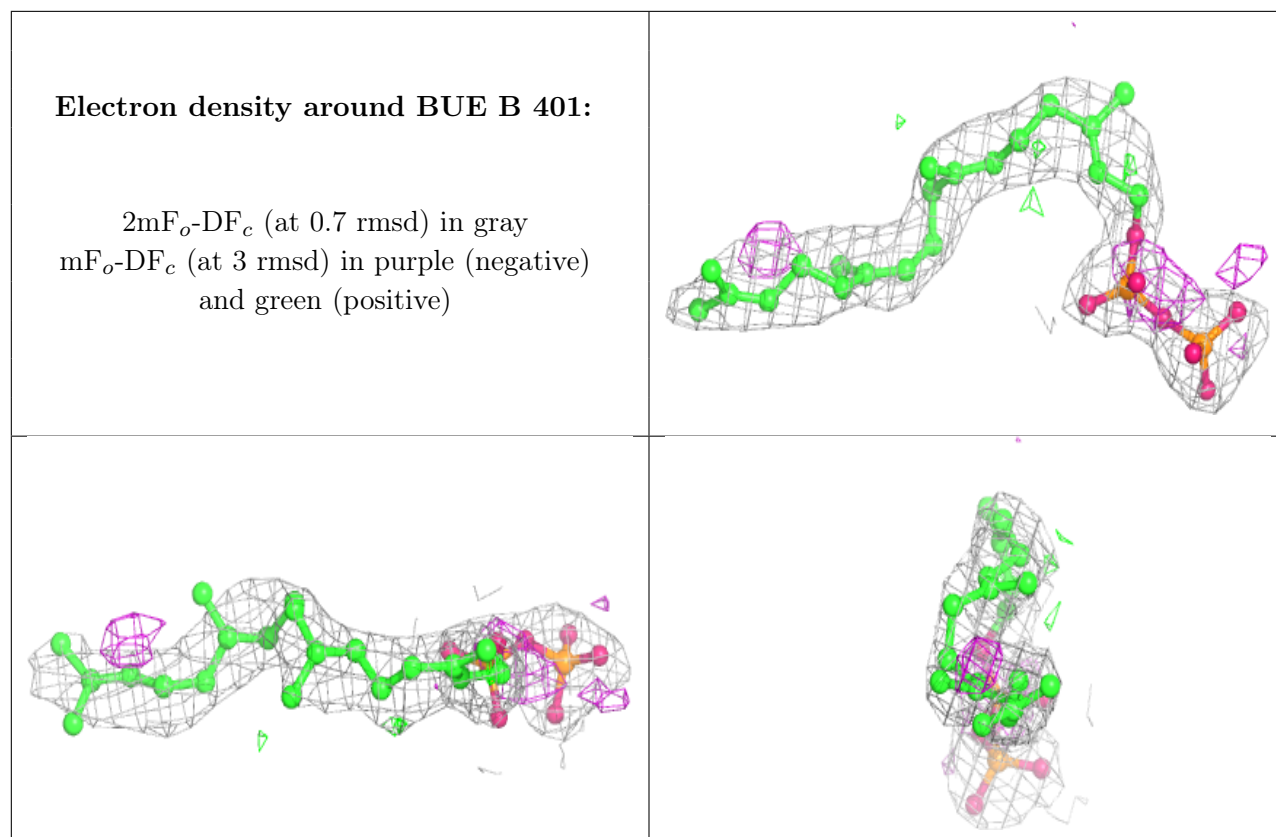 Electron density around BUE B 401:
2mFₒ-DF𝒸 (at 0.7 rmsd) in gray
mFₒ-DF𝒸 (at 3 rmsd) in purple (negative)
and green (positive)